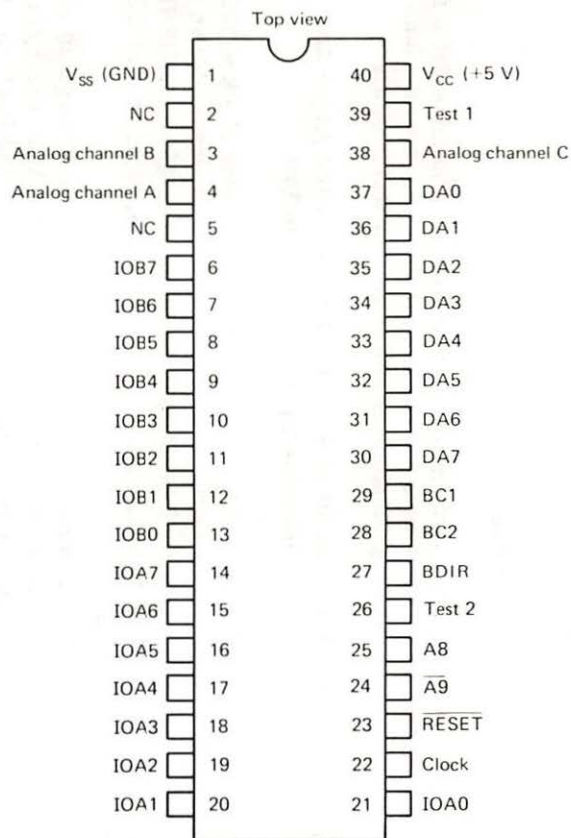 Top view
V_SS (GND) 1 40 V_CC (+5 V)
NC 2 39 Test 1
Analog channel B 3 38 Analog channel C
Analog channel A 4 37 DA0
NC 5 36 DA1
IOB7 6 35 DA2
IOB6 7 34 DA3
IOB5 8 33 DA4
IOB4 9 32 DA5
IOB3 10 31 DA6
IOB2 11 30 DA7
IOB1 12 29 BC1
IOB0 13 28 BC2
IOA7 14 27 BDIR
IOA6 15 26 Test 2
IOA5 16 25 A8
IOA4 17 24 A̅9̅
IOA3 18 23 R̅E̅S̅E̅T̅
IOA2 19 22 Clock
IOA1 20 21 IOA0